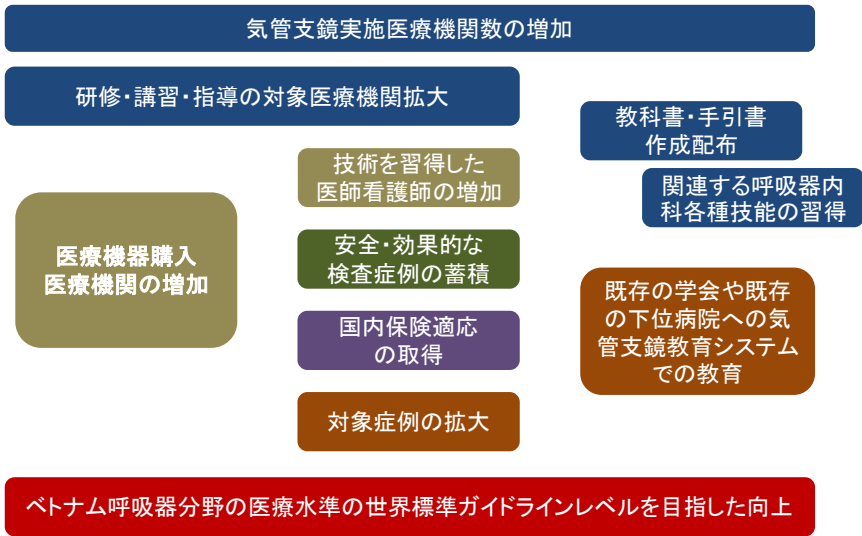 気管支鏡実施医療機関数の増加
研修・講習・指導の対象医療機関拡大
教科書・手引書
作成配布
技術を習得した
医師看護師の増加
関連する呼吸器内
科各種技能の習得
医療機器購入
医療機関の増加
安全・効果的な
検査症例の蓄積
既存の学会や既存
の下位病院への気
管支鏡教育システム
での教育
国内保険適応
の取得
対象症例の拡大
ベトナム呼吸器分野の医療水準の世界標準ガイドラインレベルを目指した向上